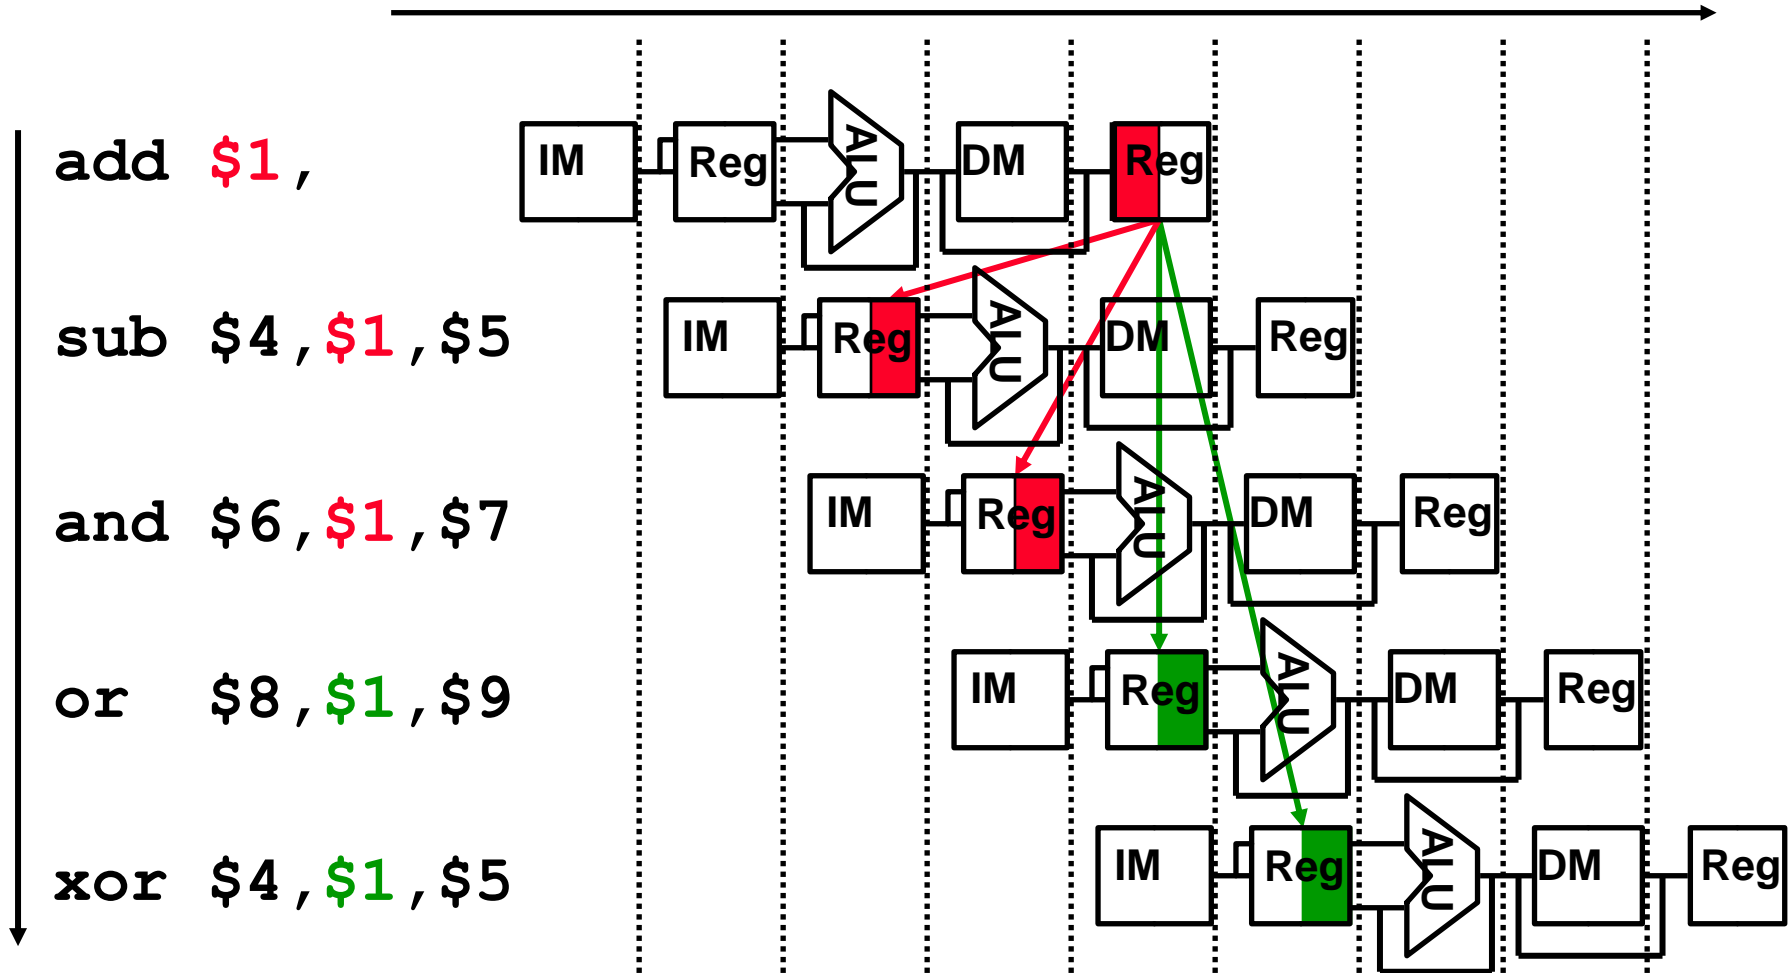 add $1, IM Reg ALU DM Reg
sub $4,$1,$5 IM Reg ALU DM Reg
and $6,$1,$7 IM Reg ALU DM Reg
or $8,$1,$9 IM Reg ALU DM Reg
xor $4,$1,$5 IM Reg ALU DM Reg